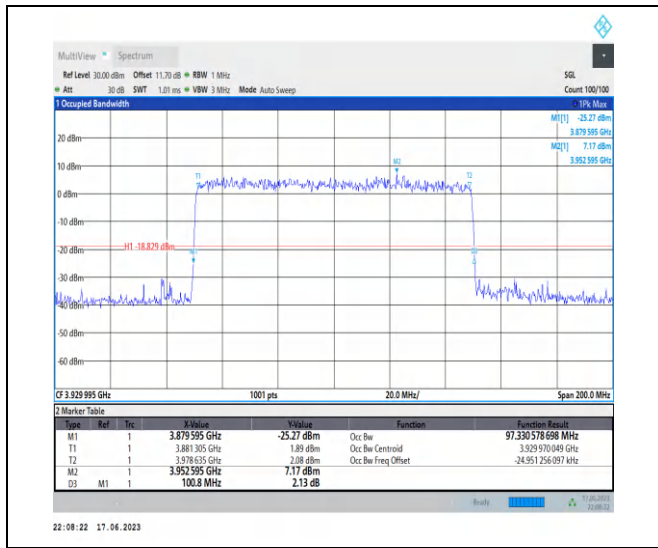 MultiView Spectrum
Ref Level 30.00 dBm Offset 11.70 dB RBW 1 MHz SGL
Att 30 dB SWT 1.01 ms VBW 3 MHz Mode Auto Sweep Count 100/100
1 Occupied Bandwidth 1Pk Max
M1[1] -25.27 dBm
3.879 595 GHz
M2[1] 7.17 dBm
3.952 595 GHz
20 dBm
10 dBm
M2
T1 T2
0 dBm
-10 dBm
H1 -18.829 dBm
-20 dBm
-30 dBm
-40 dBm
-50 dBm
-60 dBm
CF 3.929 995 GHz 1001 pts 20.0 MHz/ Span 200.0 MHz
2 Marker Table
Type Ref Trc X-Value Y-Value Function Function Result
M1 1 3.879 595 GHz -25.27 dBm Occ Bw 97.330 578 698 MHz
T1 1 3.881 305 GHz 1.89 dBm Occ Bw Centroid 3.929 970 049 GHz
T2 1 3.978 635 GHz 2.08 dBm Occ Bw Freq Offset -24.951 256 097 kHz
M2 1 3.952 595 GHz 7.17 dBm
D3 M1 1 100.8 MHz 2.13 dB
Ready 17.06.2023
22:08:22
22:08:22 17.06.2023